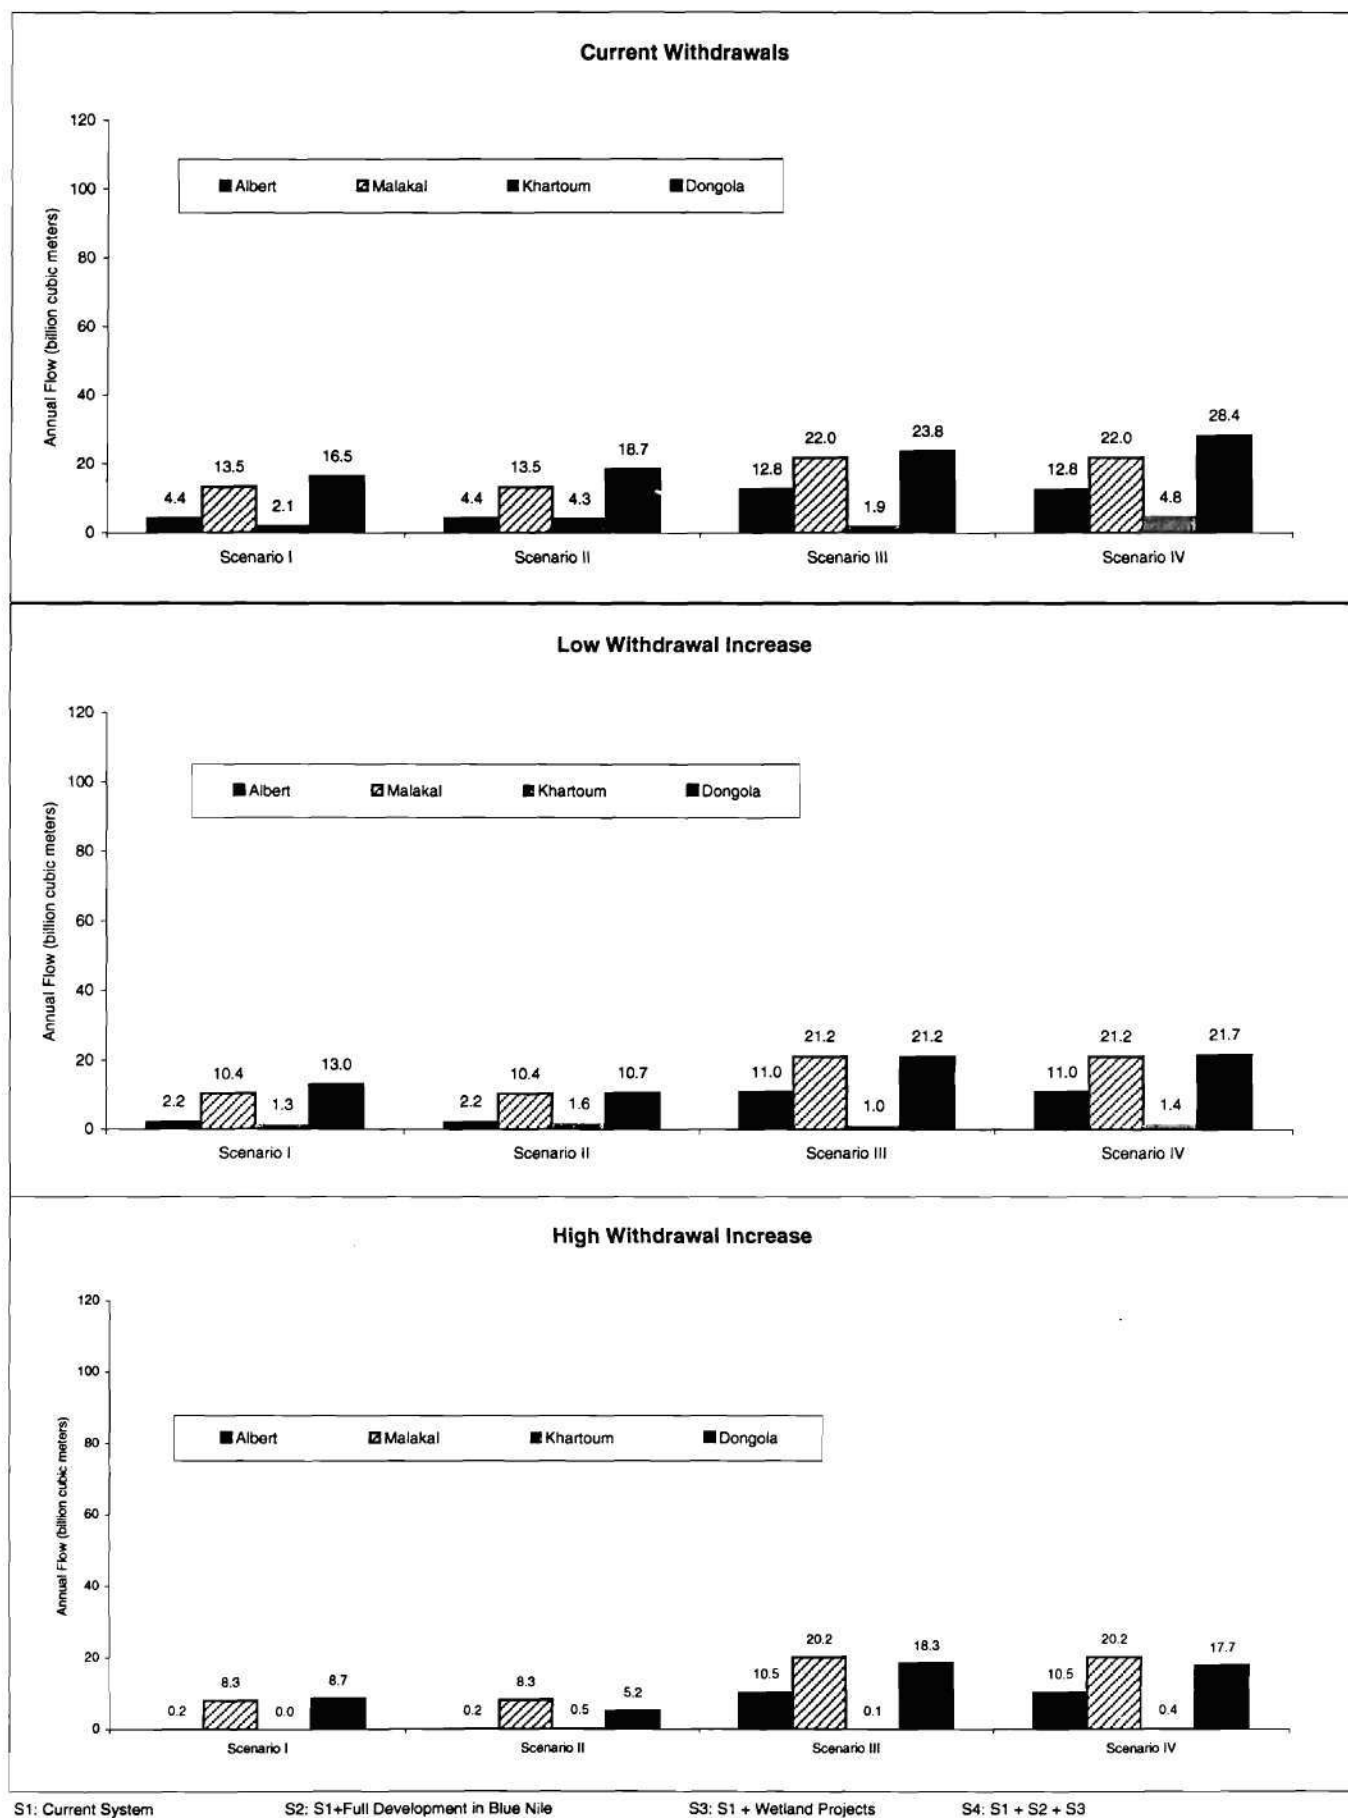 Current Withdrawals
120
100
80
60
40
20
0
Annual Flow (billion cubic meters)
Albert Malakal Khartoum Dongola
4.4 13.5 2.1 16.5 4.4 13.5 4.3 18.7 12.8 22.0 1.9 23.8 12.8 22.0 4.8 28.4
Scenario I Scenario II Scenario III Scenario IV
Low Withdrawal Increase
120
100
80
60
40
20
0
Annual Flow (billion cubic meters)
Albert Malakal Khartoum Dongola
2.2 10.4 1.3 13.0 2.2 10.4 1.6 10.7 11.0 21.2 1.0 21.2 11.0 21.2 1.4 21.7
Scenario I Scenario II Scenario III Scenario IV
High Withdrawal Increase
120
100
80
60
40
20
0
Annual Flow (billion cubic meters)
Albert Malakal Khartoum Dongola
0.2 8.3 0.0 8.7 0.2 8.3 0.5 5.2 10.5 20.2 0.1 18.3 10.5 20.2 0.4 17.7
Scenario I Scenario II Scenario III Scenario IV
S1: Current System S2: S1+Full Development in Blue Nile S3: S1 + Wetland Projects S4: S1 + S2 + S3